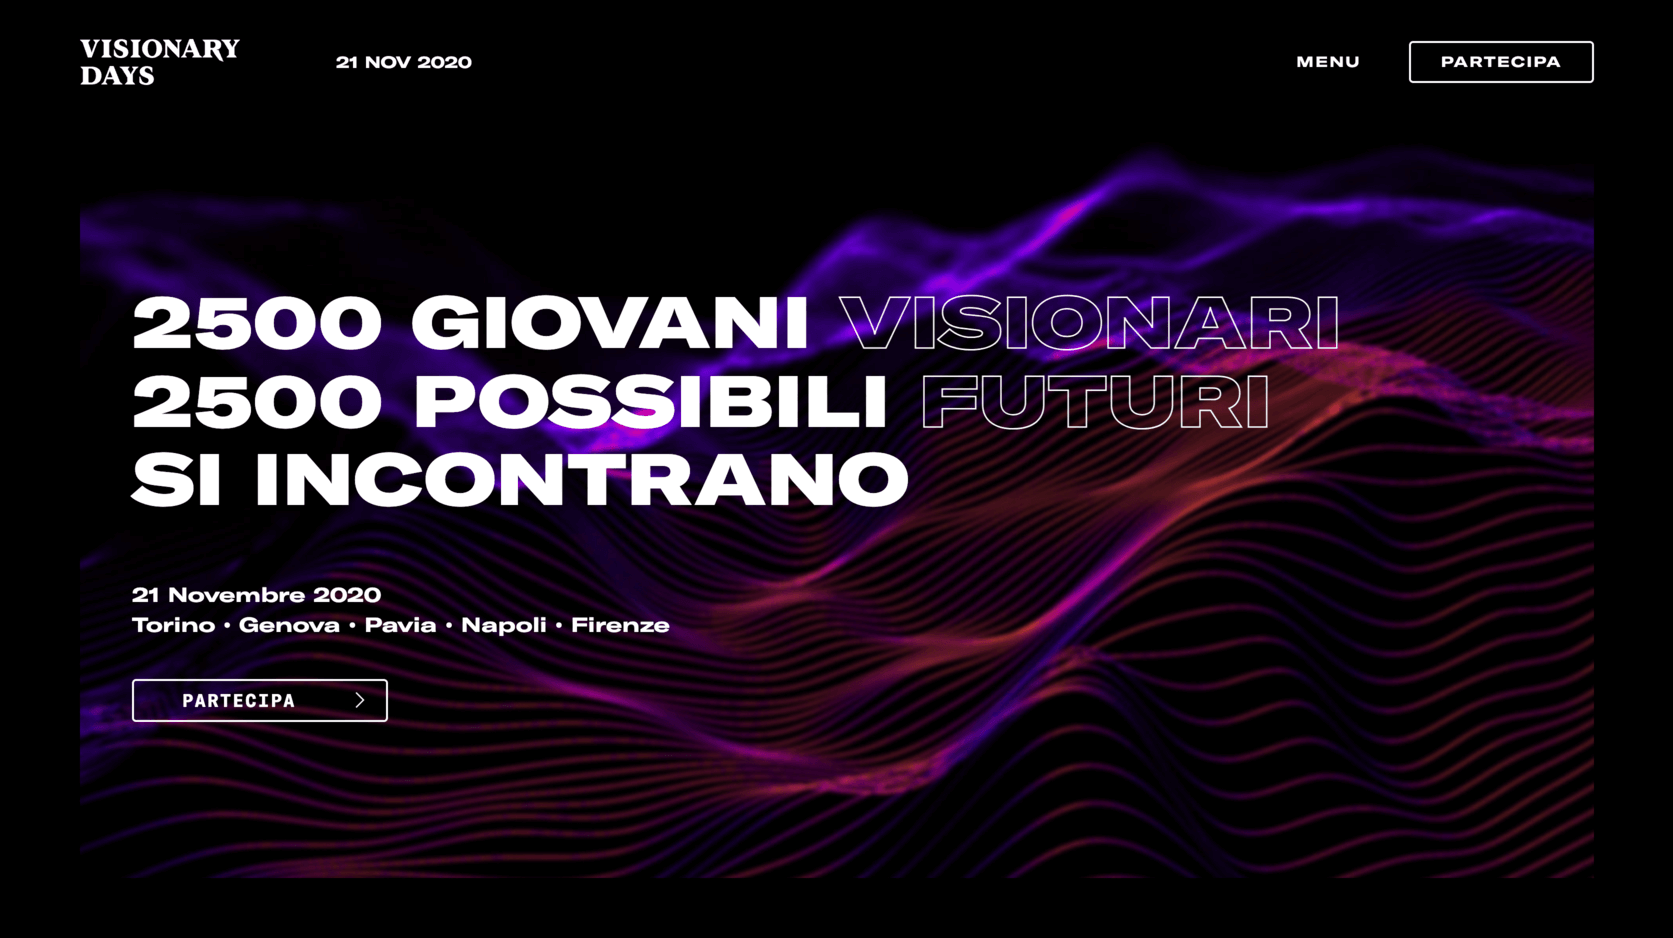 VISIONARY
DAYS
21 NOV 2020
MENU
PARTECIPA
2500 GIOVANI VISIONARI
2500 POSSIBILI FUTURI
SI INCONTRANO
21 Novembre 2020
Torino • Genova • Pavia • Napoli • Firenze
PARTECIPA